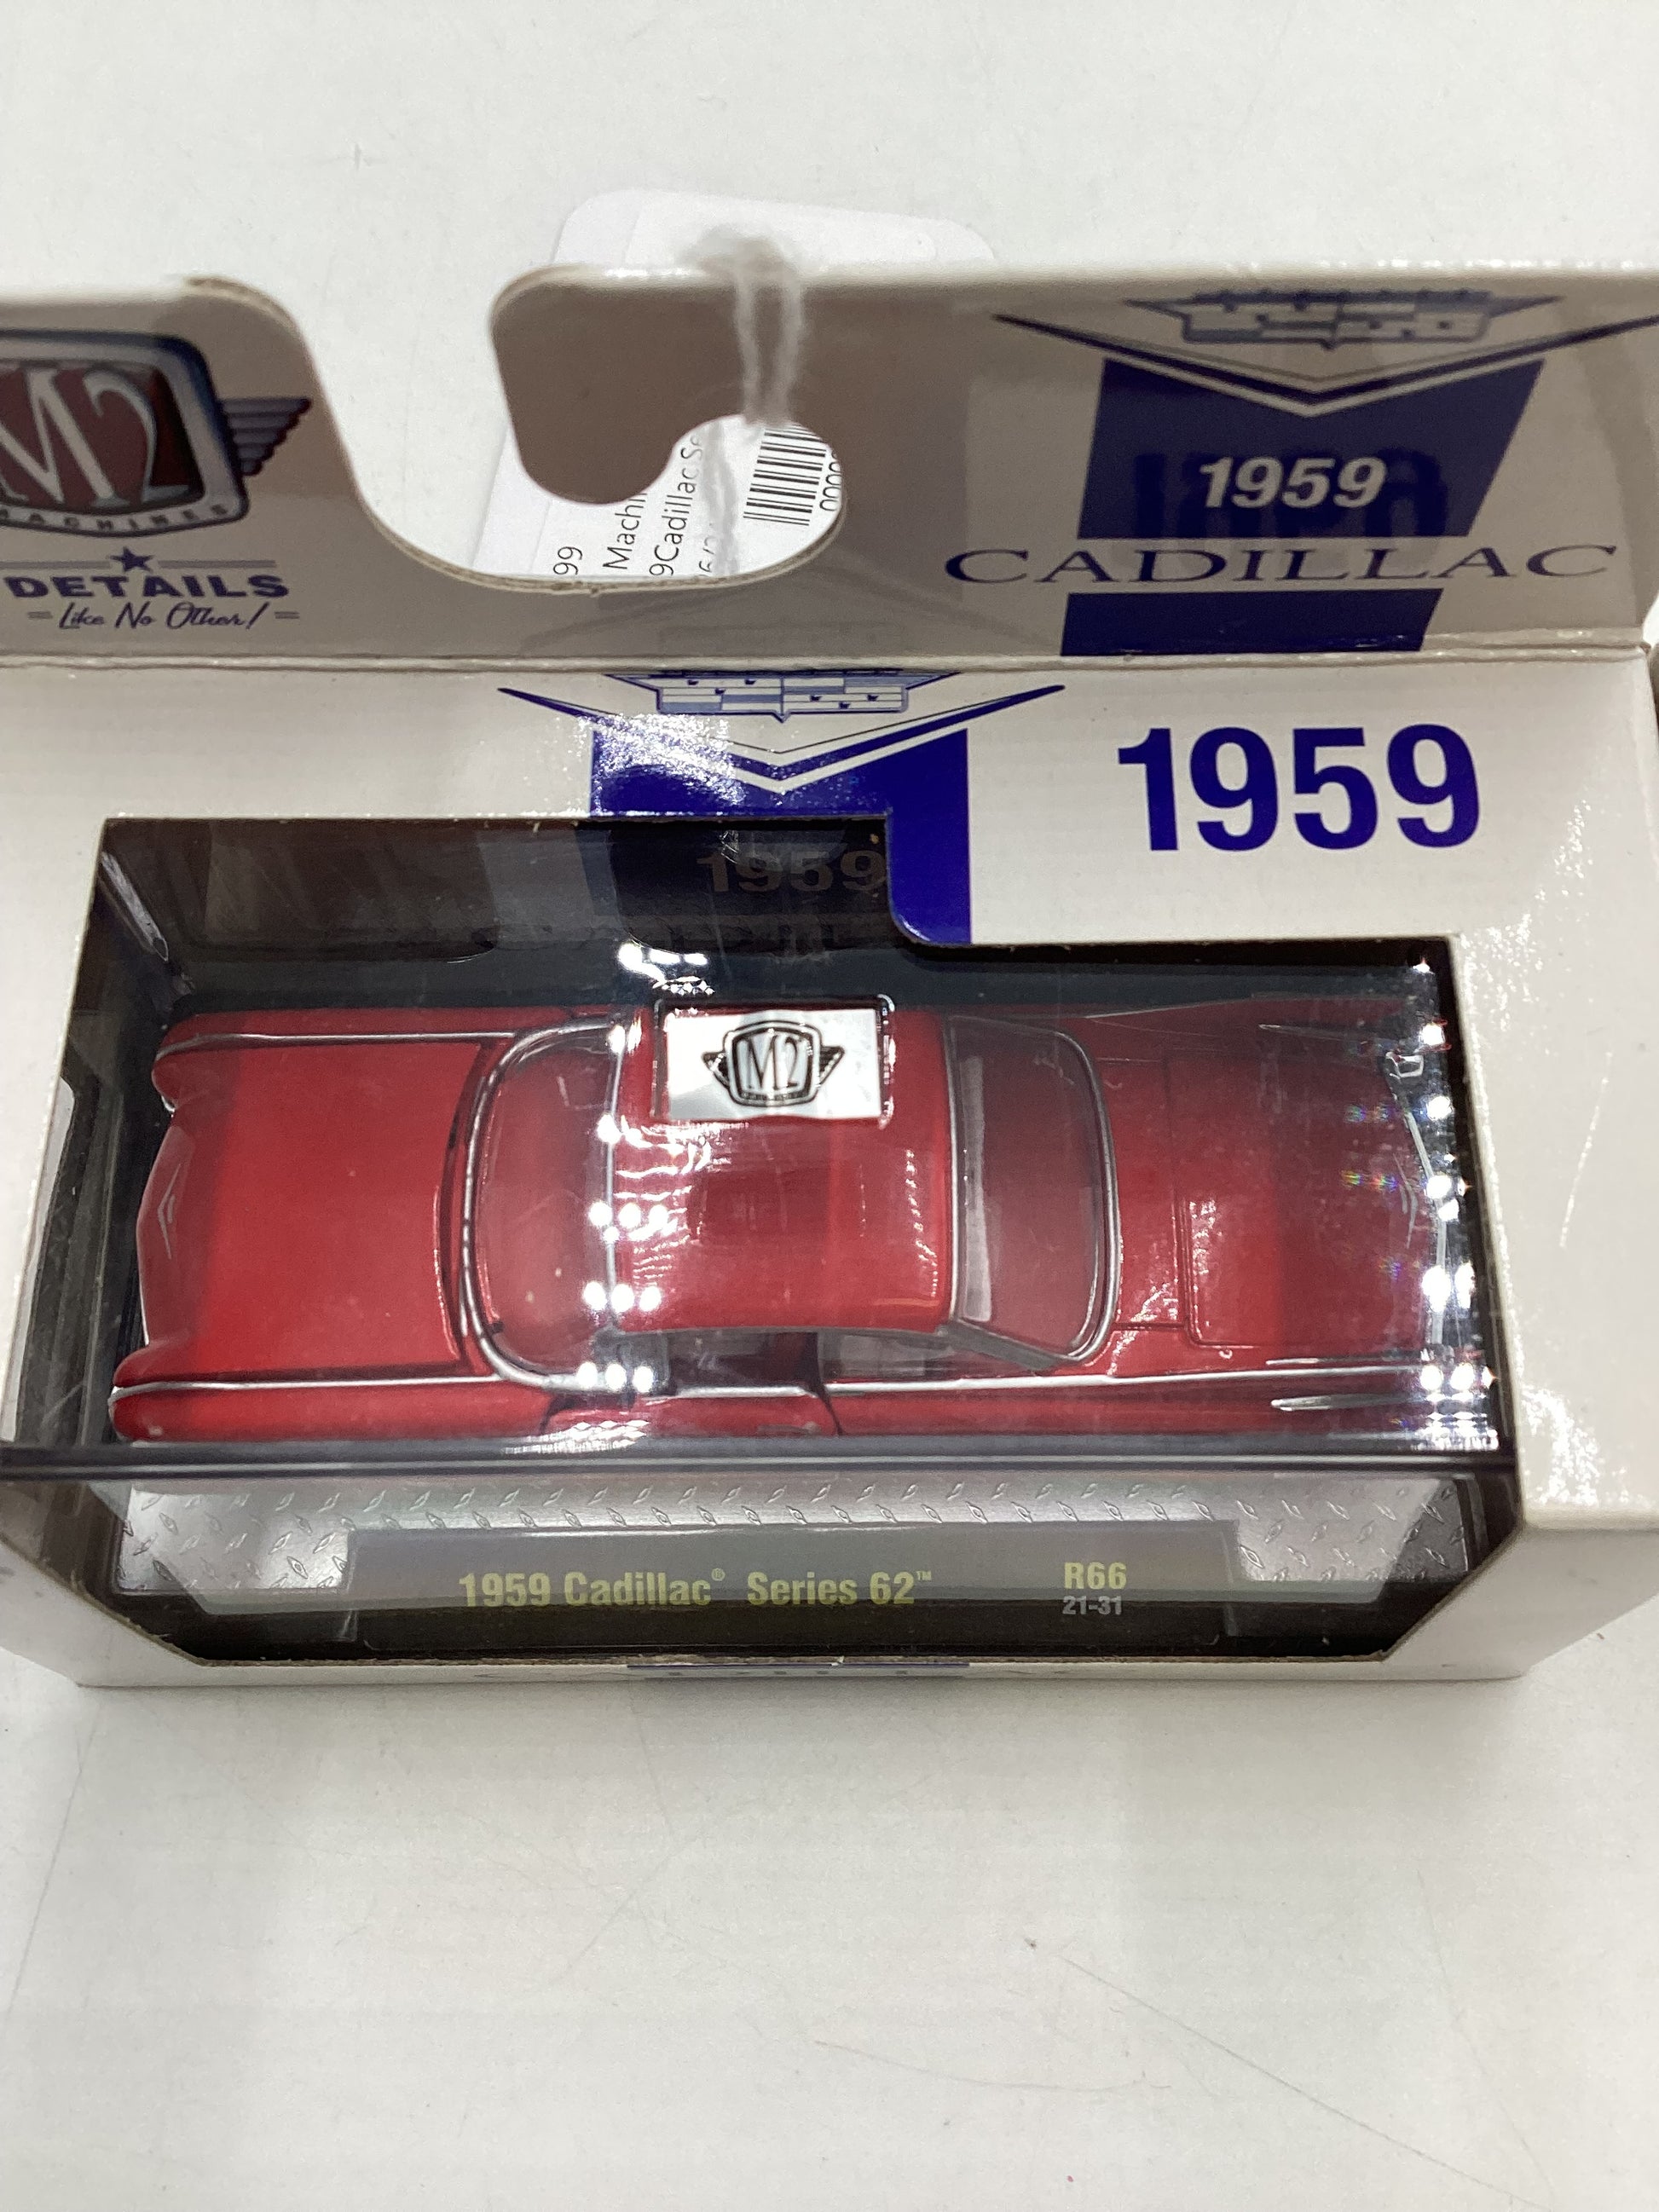 M2
MACHINES
DETAILS
Like No Other!
99
Machi
9Cadillac Se
1959
CADILLAC
1959
1959
M2
1959 Cadillac® Series 62™
R66
21-31